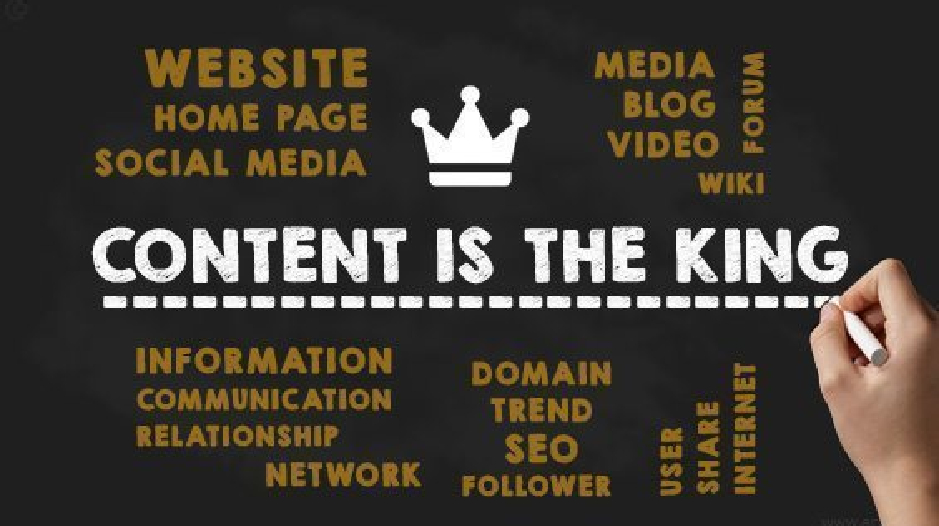 WEBSITE
HOME PAGE
SOCIAL MEDIA
MEDIA
BLOG
VIDEO
FORUM
WIKI
CONTENT IS THE KING
INFORMATION
COMMUNICATION
RELATIONSHIP
NETWORK
DOMAIN
TREND
SEO
FOLLOWER
USER
SHARE
INTERNET